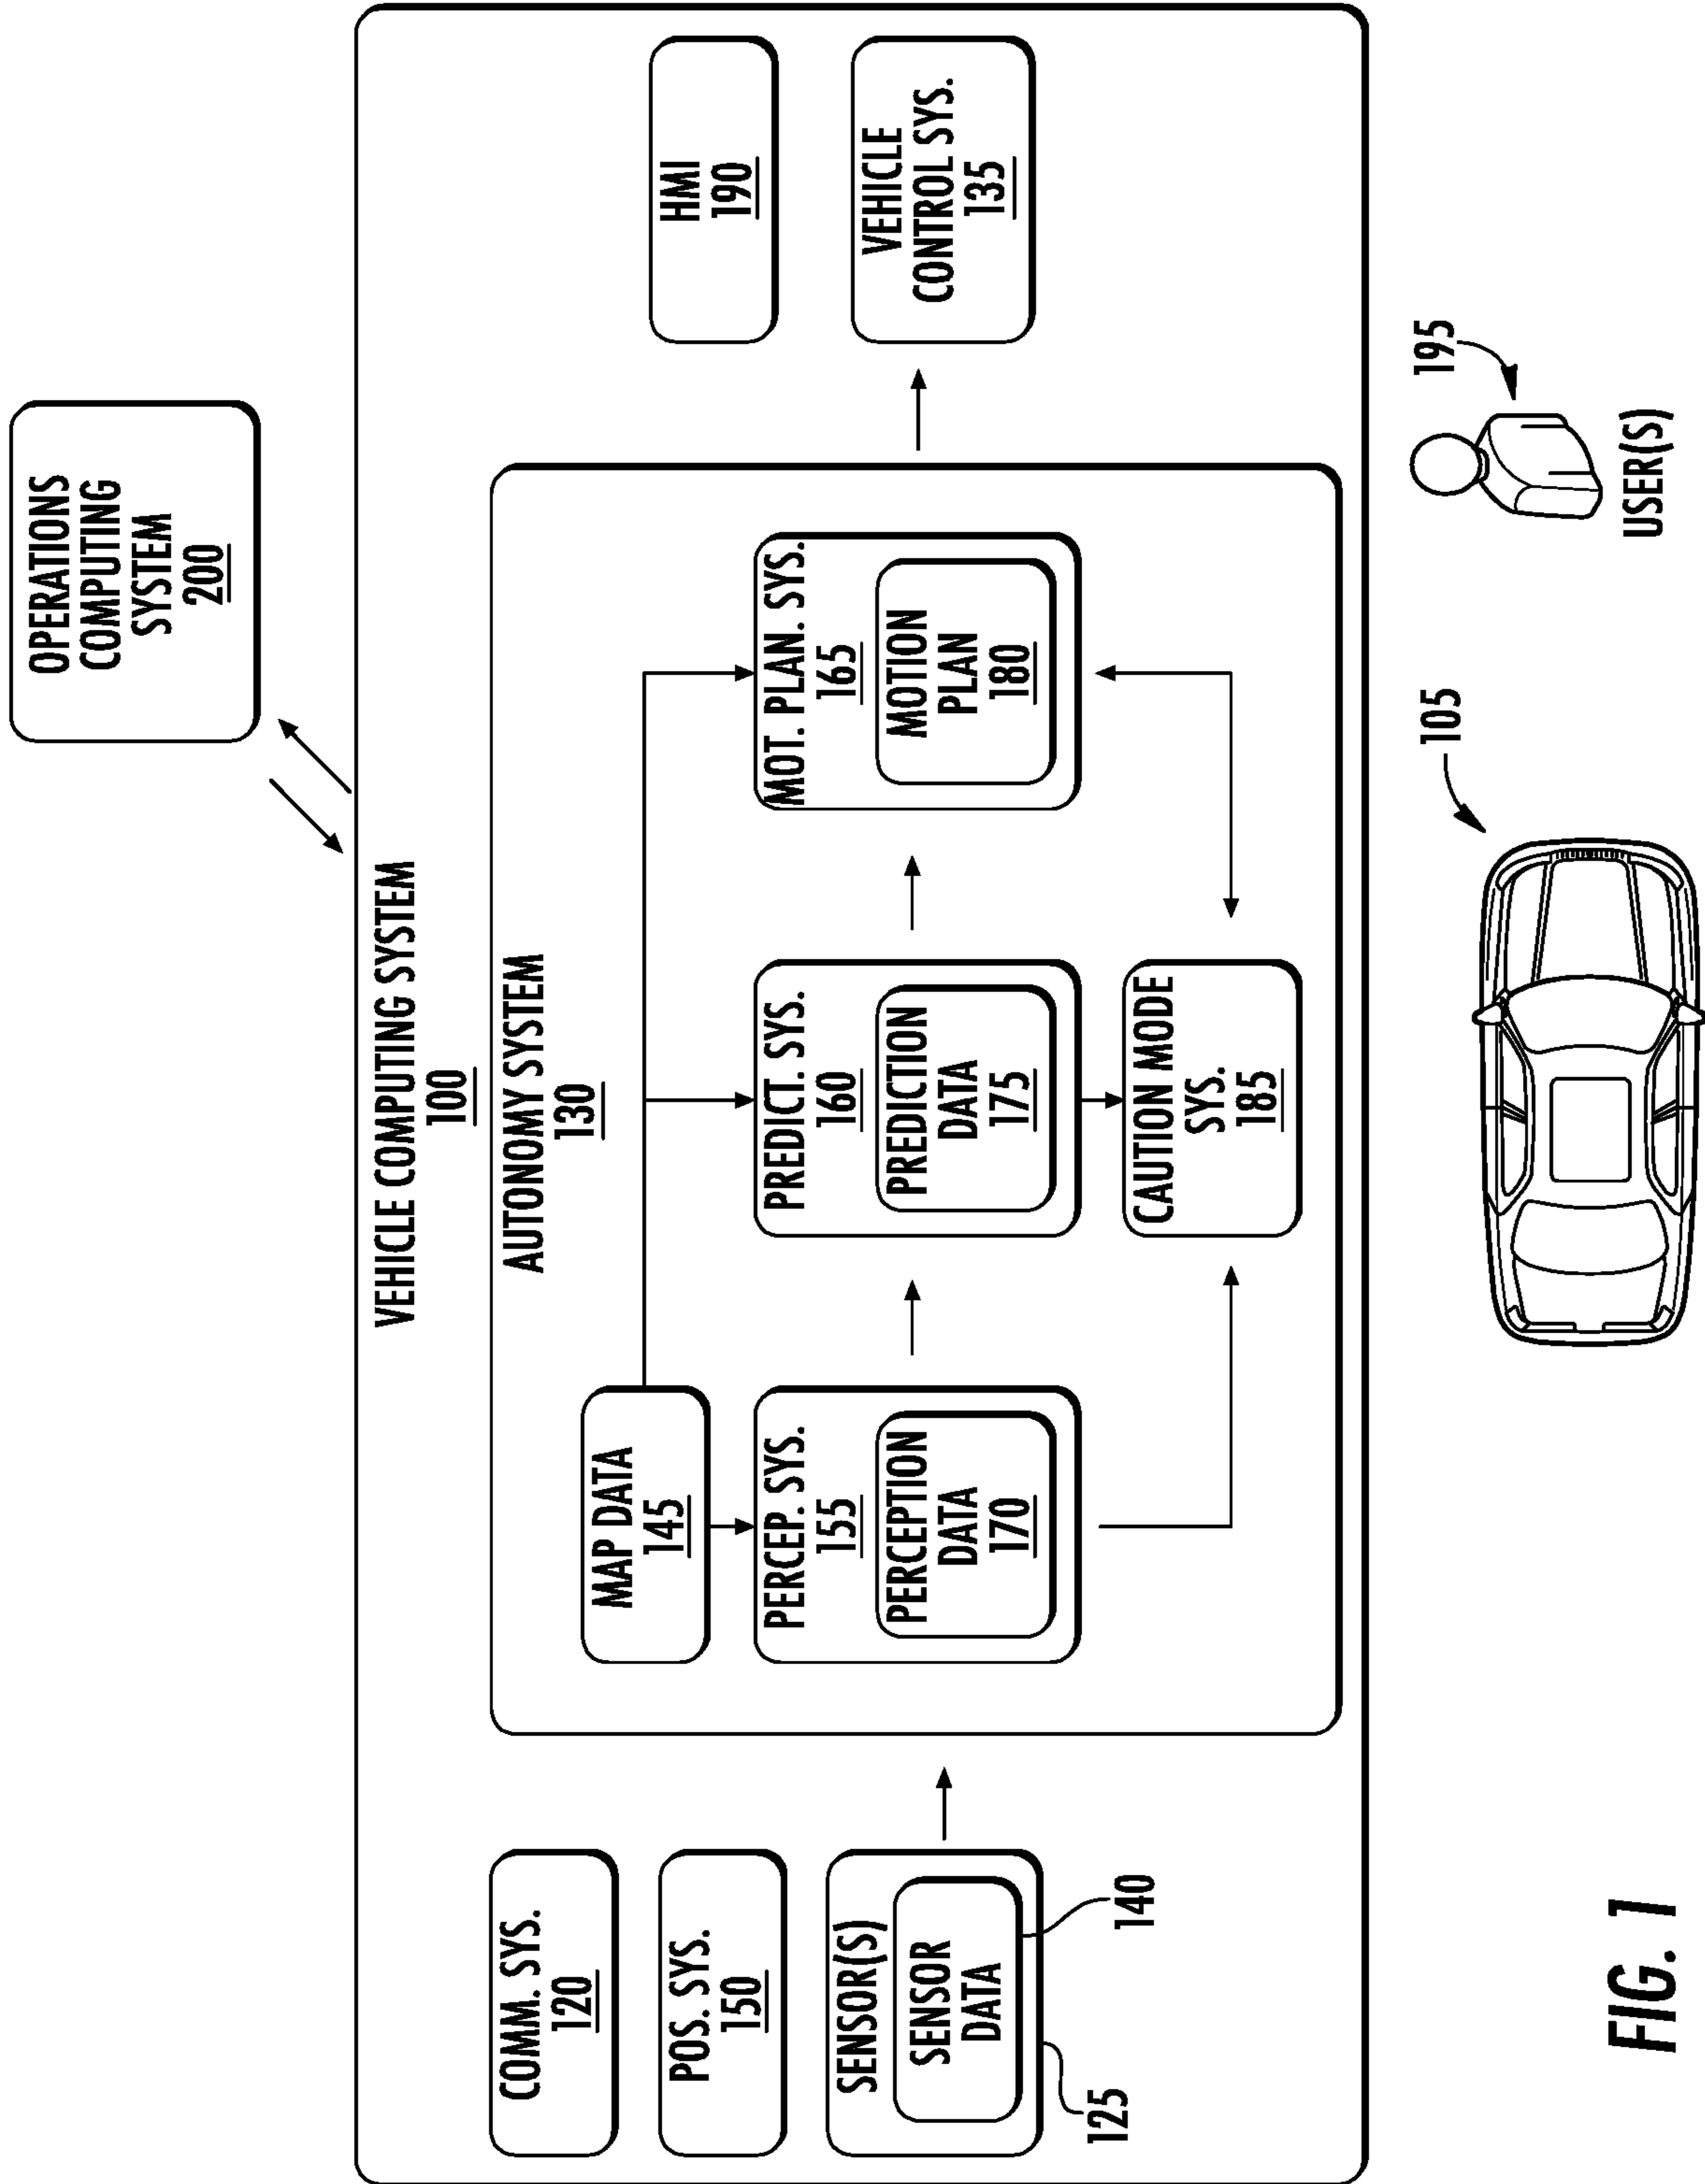 OPERATIONS
COMPUTING
SYSTEM
200
VEHICLE COMPUTING SYSTEM
100
COMM. SYS.
120
POS. SYS.
150
SENSOR(S)
SENSOR
DATA
140
125
AUTONOMY SYSTEM
130
MAP DATA
145
PERCEP. SYS.
155
PERCEPTION
DATA
170
PREDICT. SYS.
160
PREDICTION
DATA
175
MOT. PLAN. SYS.
165
MOTION
PLAN
180
CAUTION MODE
SYS.
185
HMI
190
VEHICLE
CONTROL SYS.
135
105
195
USER(S)
FIG. 1